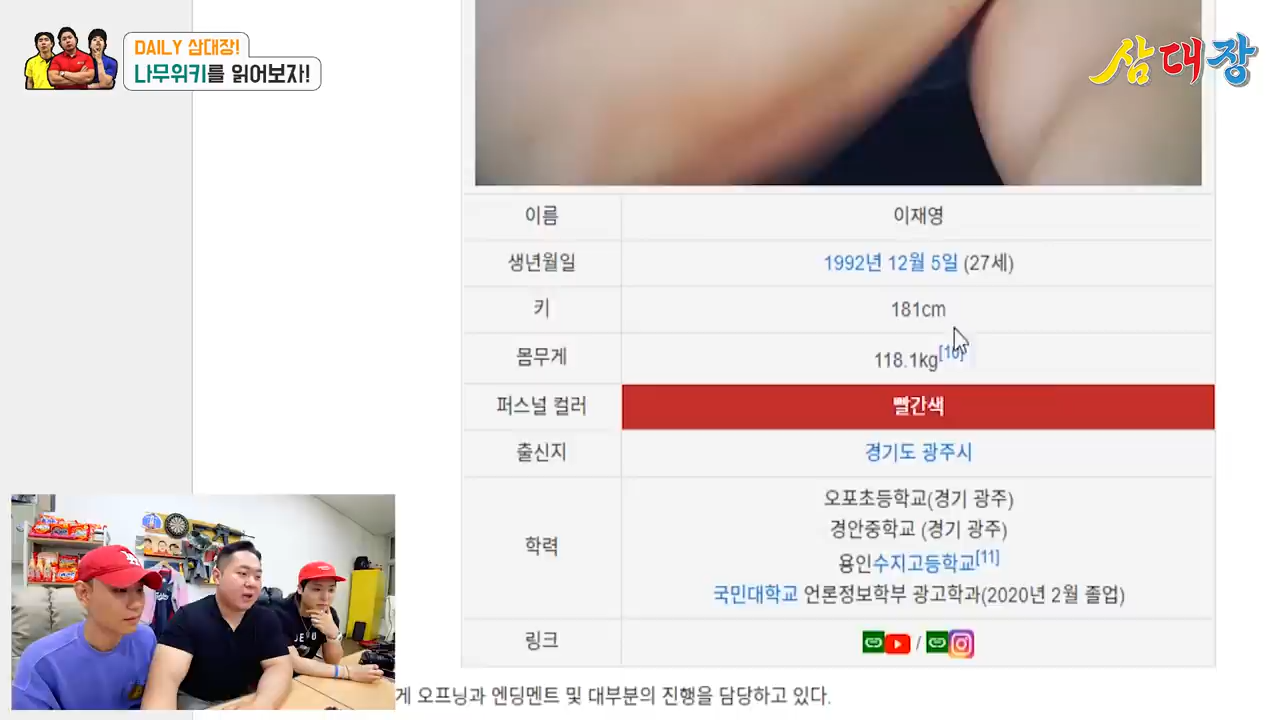 DAILY 삼대장!
나무위키를 읽어보자!
삼대장
이름 이재영
생년월일 1992년 12월 5일 (27세)
키 181cm
몸무게 118.1kg[10]
퍼스널 컬러 빨간색
출신지 경기도 광주시
학력
오포초등학교(경기 광주)
경안중학교 (경기 광주)
용인수지고등학교[11]
국민대학교 언론정보학부 광고학과(2020년 2월 졸업)
링크 /
게 오프닝과 엔딩멘트 및 대부분의 진행을 담당하고 있다.